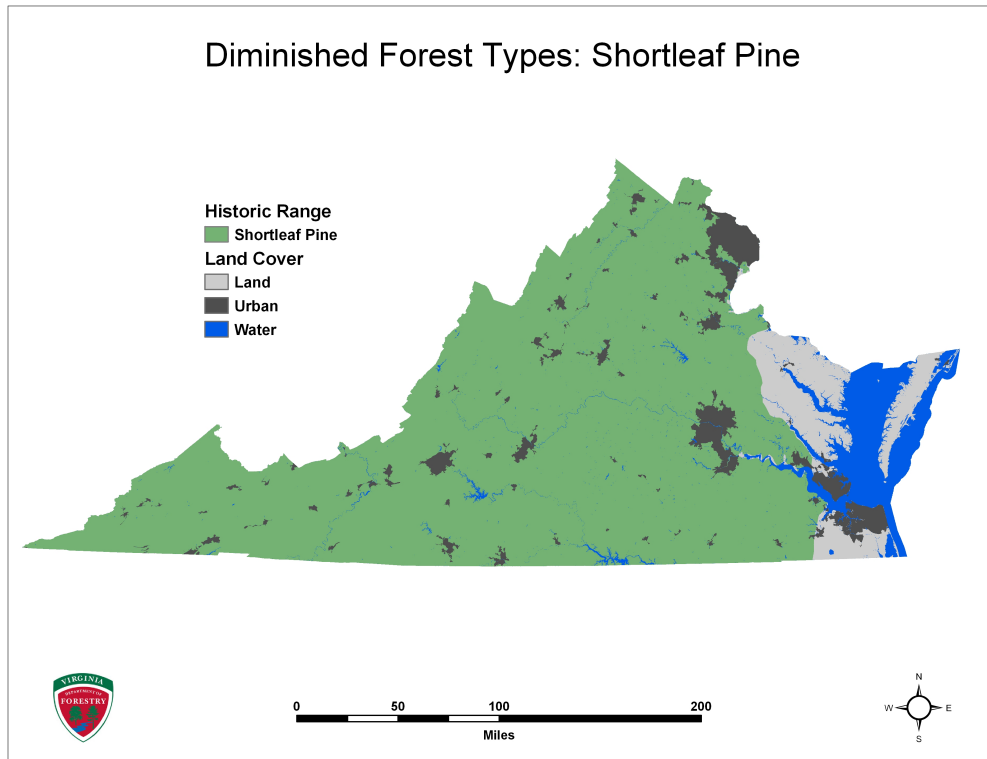 Diminished Forest Types: Shortleaf Pine
Historic Range
Shortleaf Pine
Land Cover
Land
Urban
Water
VIRGINIA
DEPARTMENT OF
FORESTRY
0 50 100 200
Miles
N
W E
S